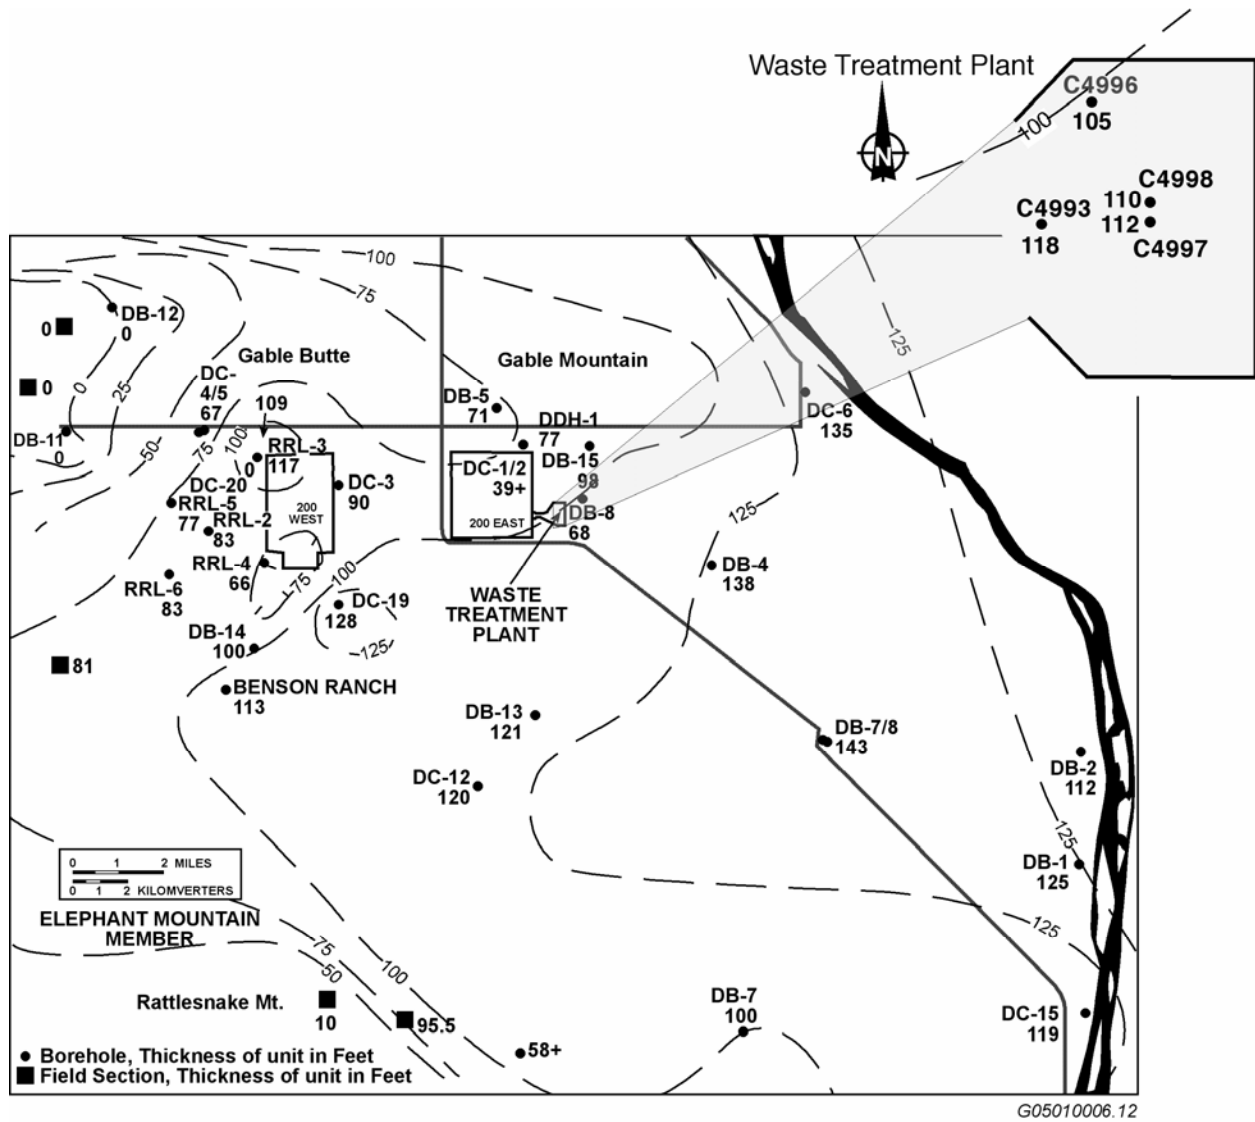 Waste Treatment Plant
C4996
105
100
N
C4998
110
C4993
118
112
C4997
100
75
125
DB-12
0
0
0
0
25
50
75
100
Gable Butte
Gable Mountain
DC-
4/5
67
109
DB-5
71
DDH-1
77
DC-6
135
DB-11
0
RRL-3
117
0
DC-20
DC-3
90
DC-1/2
39+
DB-15
98
RRL-5
77
RRL-2
83
200
WEST
200 EAST
DB-8
68
125
RRL-4
66
75
100
DB-4
138
RRL-6
83
DC-19
128
125
WASTE
TREATMENT
PLANT
DB-14
100
81
BENSON RANCH
113
DB-13
121
DB-7/8
143
DC-12
120
DB-2
112
125
DB-1
125
0 1 2 MILES
0 1 2 KILOMVERTERS
ELEPHANT MOUNTAIN
MEMBER
75
50
100
125
Rattlesnake Mt.
10
95.5
DB-7
100
DC-15
119
58+
Borehole, Thickness of unit in Feet
Field Section, Thickness of unit in Feet
G05010006.12